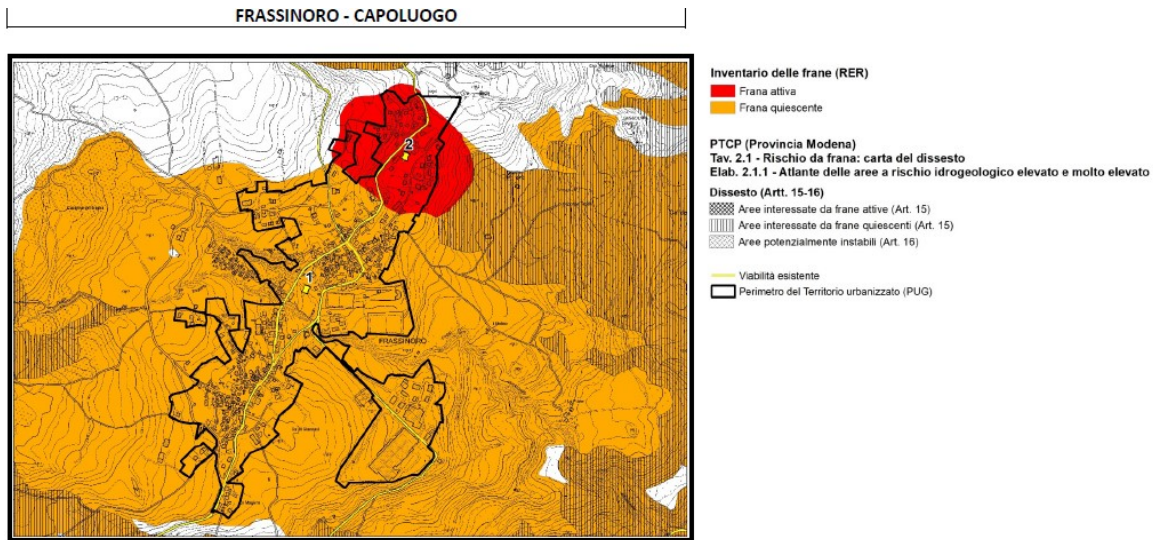 FRASSINORO - CAPOLUOGO
Inventario delle frane (RER)
Frana attiva
Frana quiescente
PTCP (Provincia Modena)
Tav. 2.1 - Rischio da frana: carta del dissesto
Elab. 2.1.1 - Atlante delle aree a rischio idrogeologico elevato e molto elevato
Dissesto (Artt. 15-16)
Aree interessate da frane attive (Art. 15)
Aree interessate da frane quiescenti (Art. 15)
Aree potenzialmente instabili (Art. 16)
Viabilità esistente
Perimetro del Territorio urbanizzato (PUG)
2
1
FRASSINORO